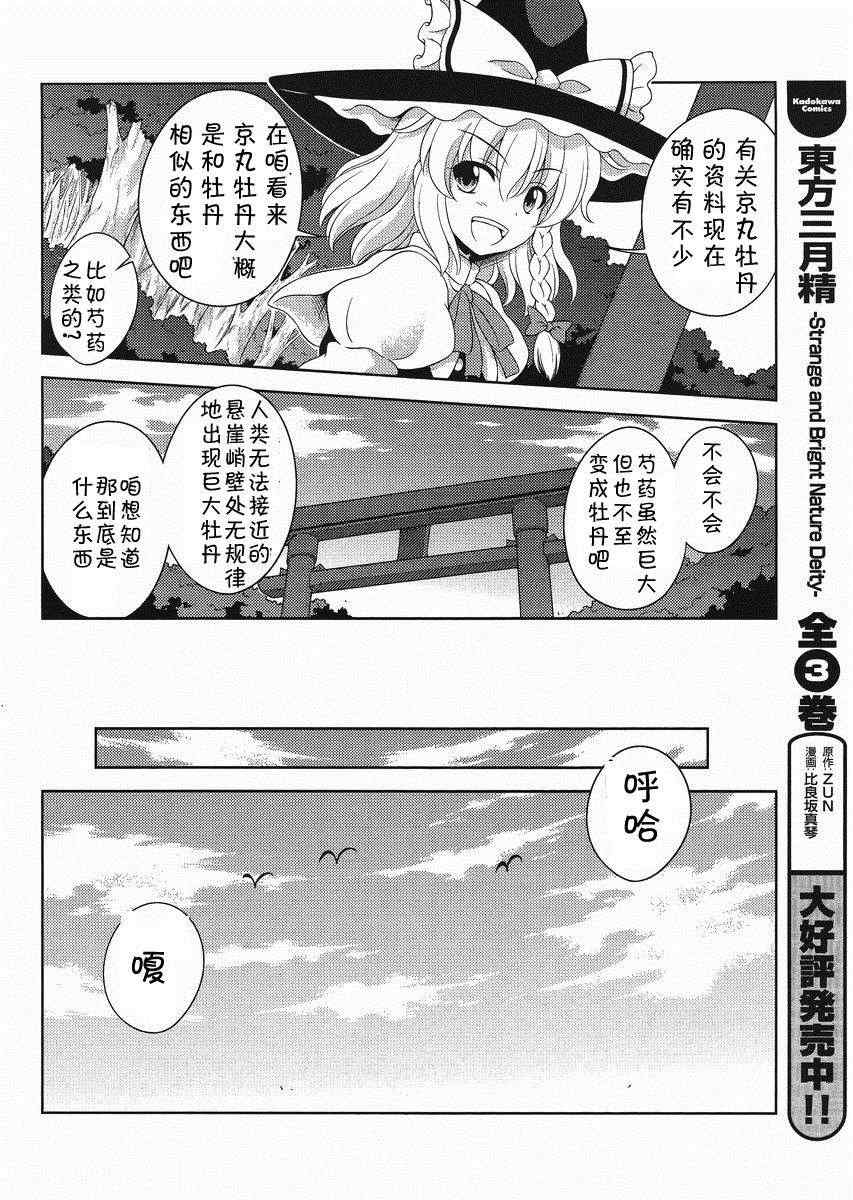 有关京丸牡丹
的资料现在
确实有不少
在咱看来
京丸牡丹大概
是和牡丹
相似的东西吧
比如芍药
之类的?
不会不会
芍药虽然巨大
但也不至
变成牡丹吧
人类无法接近的
悬崖峭壁处无规律
地出现巨大牡丹
咱想知道
那到底是
什么东西
呼哈
嗄
Kadokawa
Comics
東方三月精
-Strange and Bright Nature Deity-
全3巻
原作:ZUN
漫画:比良坂真琴
大好評発売中!!